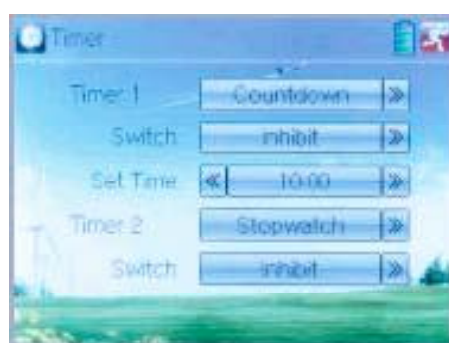 Timer
Timer 1 Countdown
Switch inhibit
Set Time 10:00
Timer 2 Stopwatch
Switch inhibit